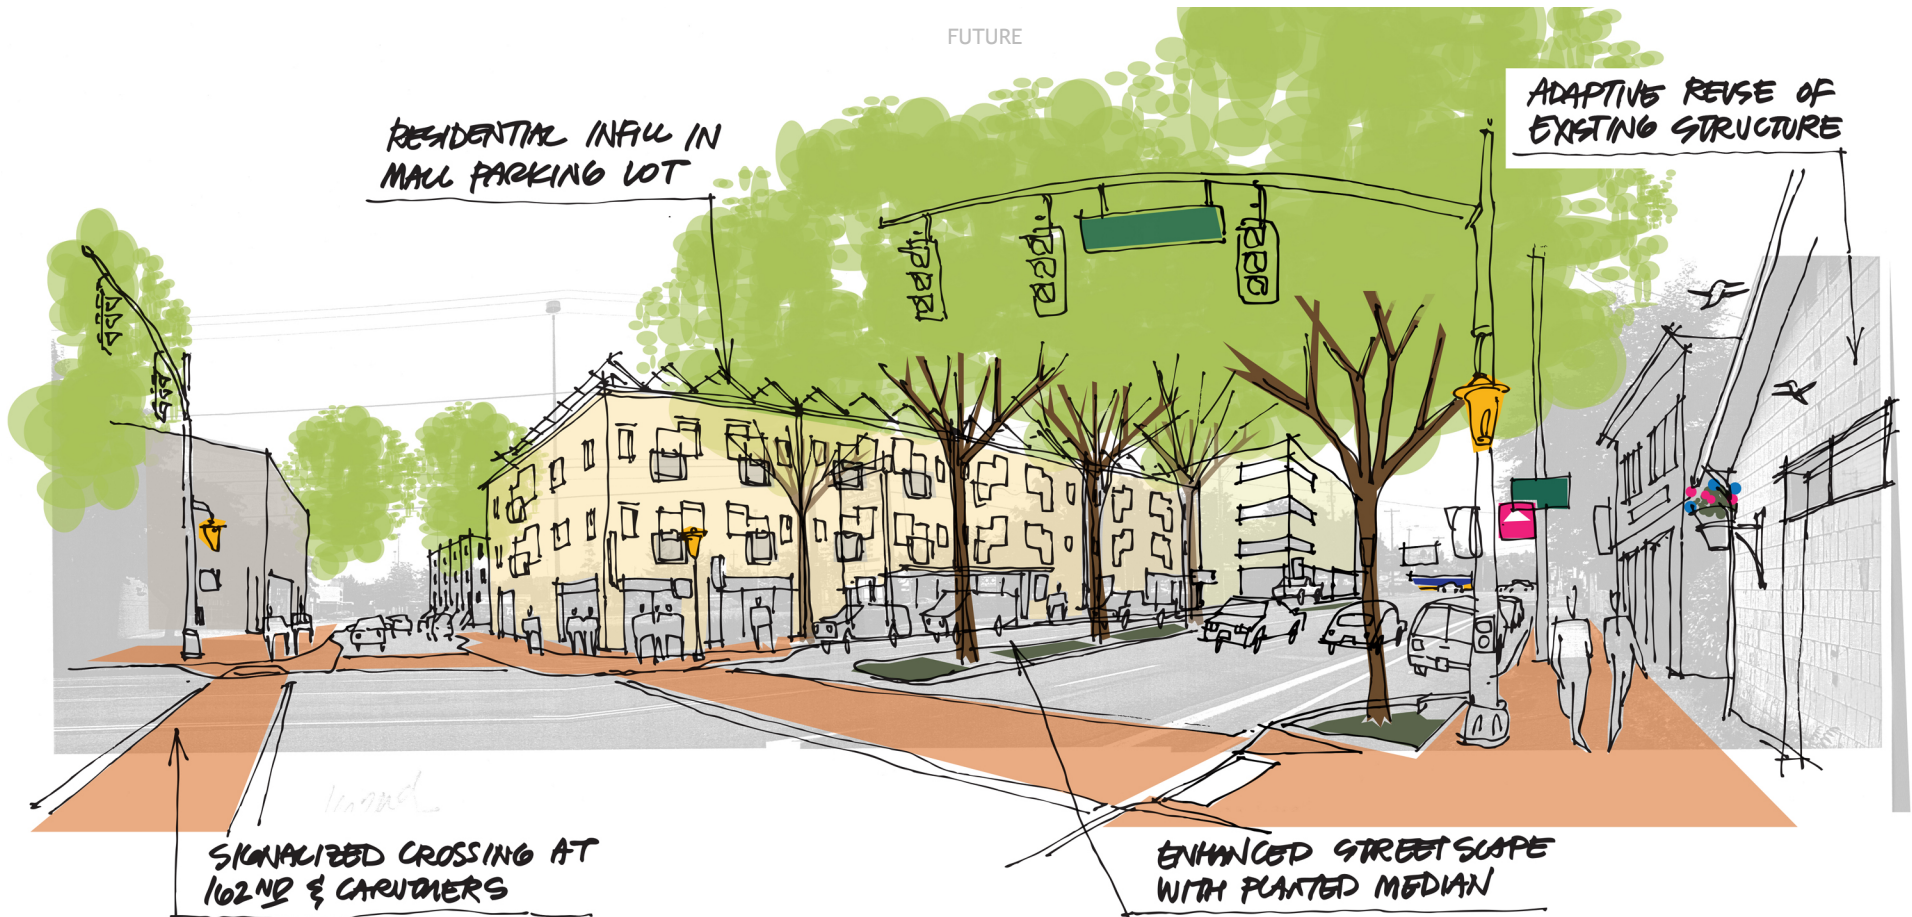 FUTURE
RESIDENTIAL INFILL IN
MALL PARKING LOT
ADAPTIVE REUSE OF
EXISTING STRUCTURE
SIGNALIZED CROSSING AT
162ND & CARUTHERS
ENHANCED STREETSCAPE
WITH PLANTED MEDIAN